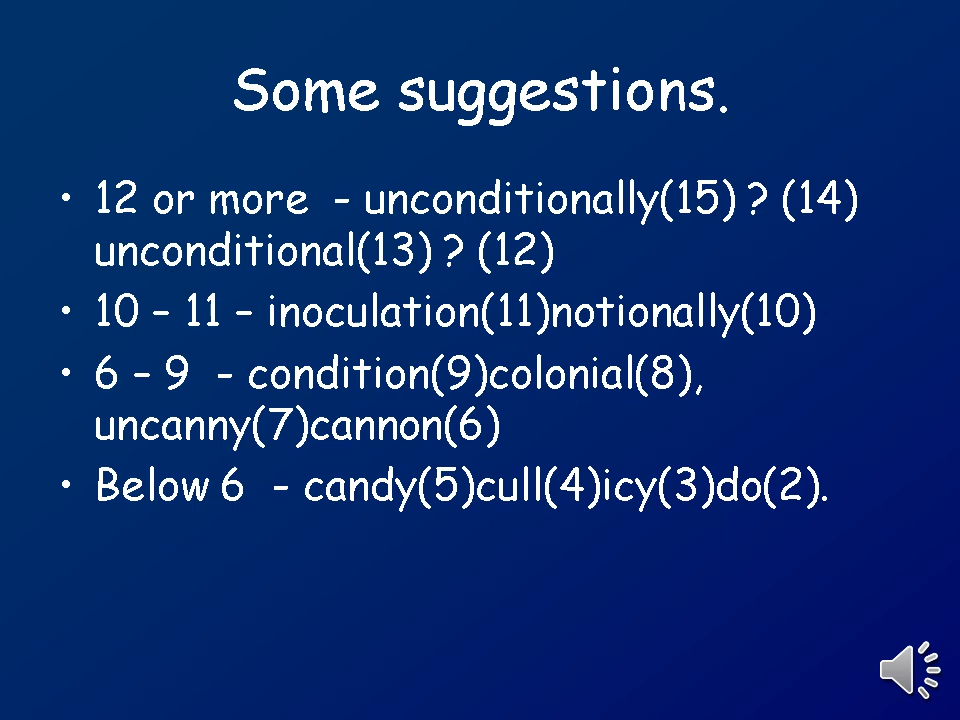 Some suggestions.
• 12 or more - unconditionally(15) ? (14)
unconditional(13) ? (12)
• 10 – 11 – inoculation(11)notionally(10)
• 6 – 9 - condition(9)colonial(8),
uncanny(7)cannon(6)
• Below 6 - candy(5)cull(4)icy(3)do(2).